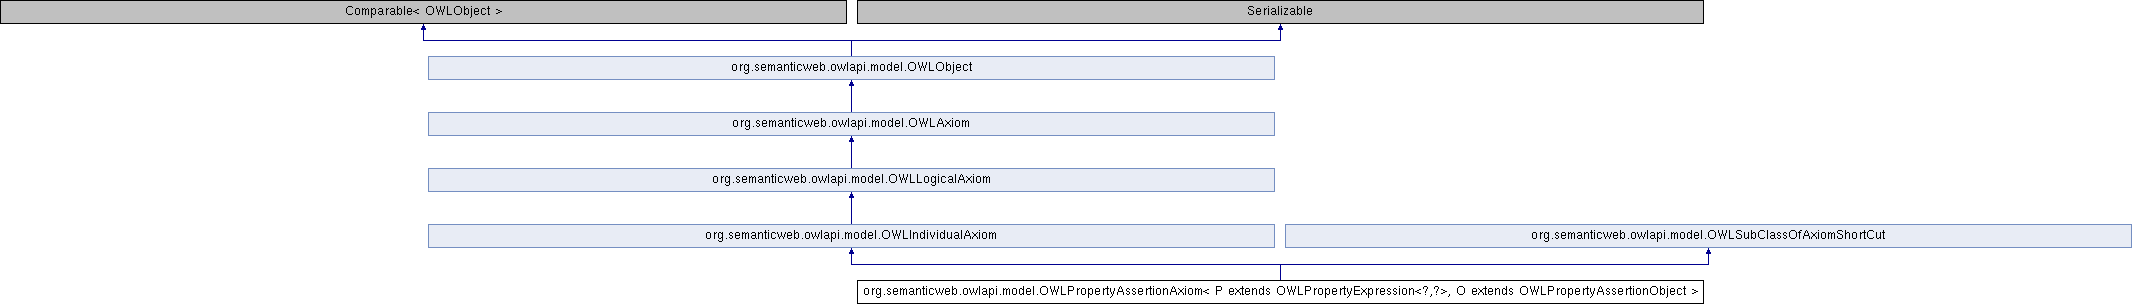 Comparable< OWLObject >
Serializable
org.semanticweb.owlapi.model.OWLObject
org.semanticweb.owlapi.model.OWLAxiom
org.semanticweb.owlapi.model.OWLLogicalAxiom
org.semanticweb.owlapi.model.OWLIndividualAxiom
org.semanticweb.owlapi.model.OWLSubClassOfAxiomShortCut
org.semanticweb.owlapi.model.OWLPropertyAssertionAxiom< P extends OWLPropertyExpression<?,?>, O extends OWLPropertyAssertionObject >